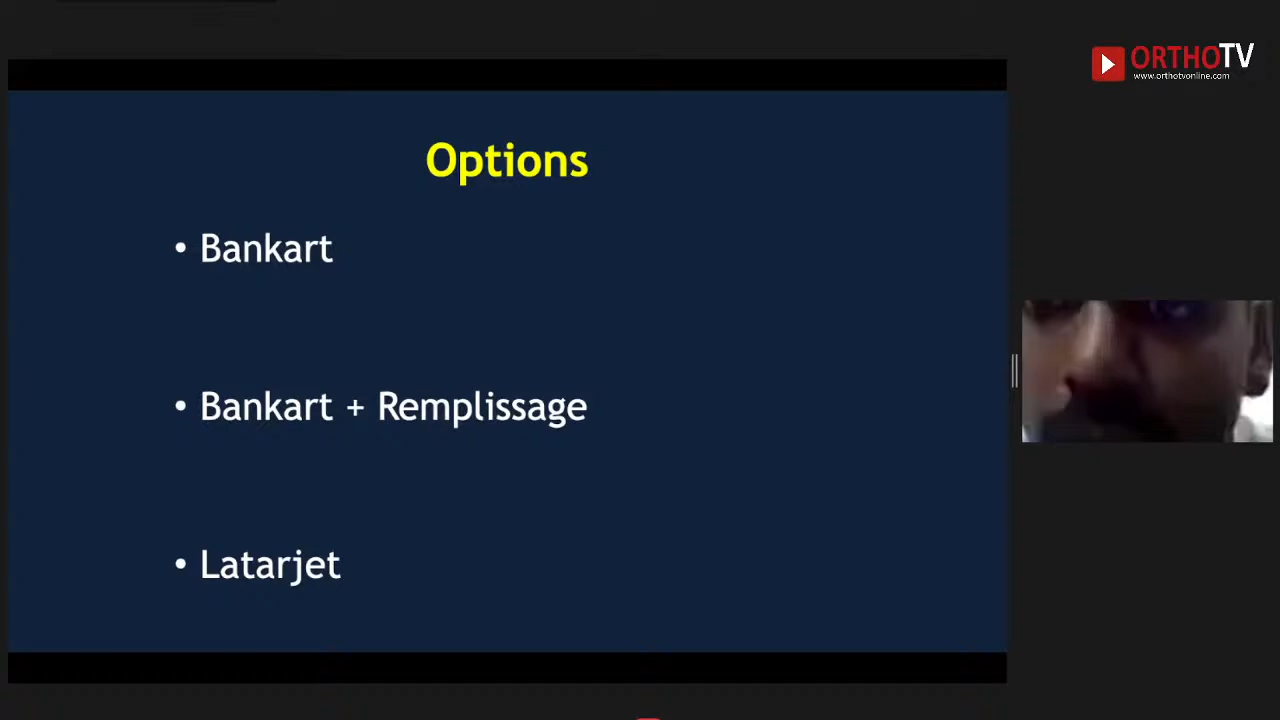 ORTHOTV
www.orthotvonline.com
Options
• Bankart
• Bankart + Remplissage
• Latarjet